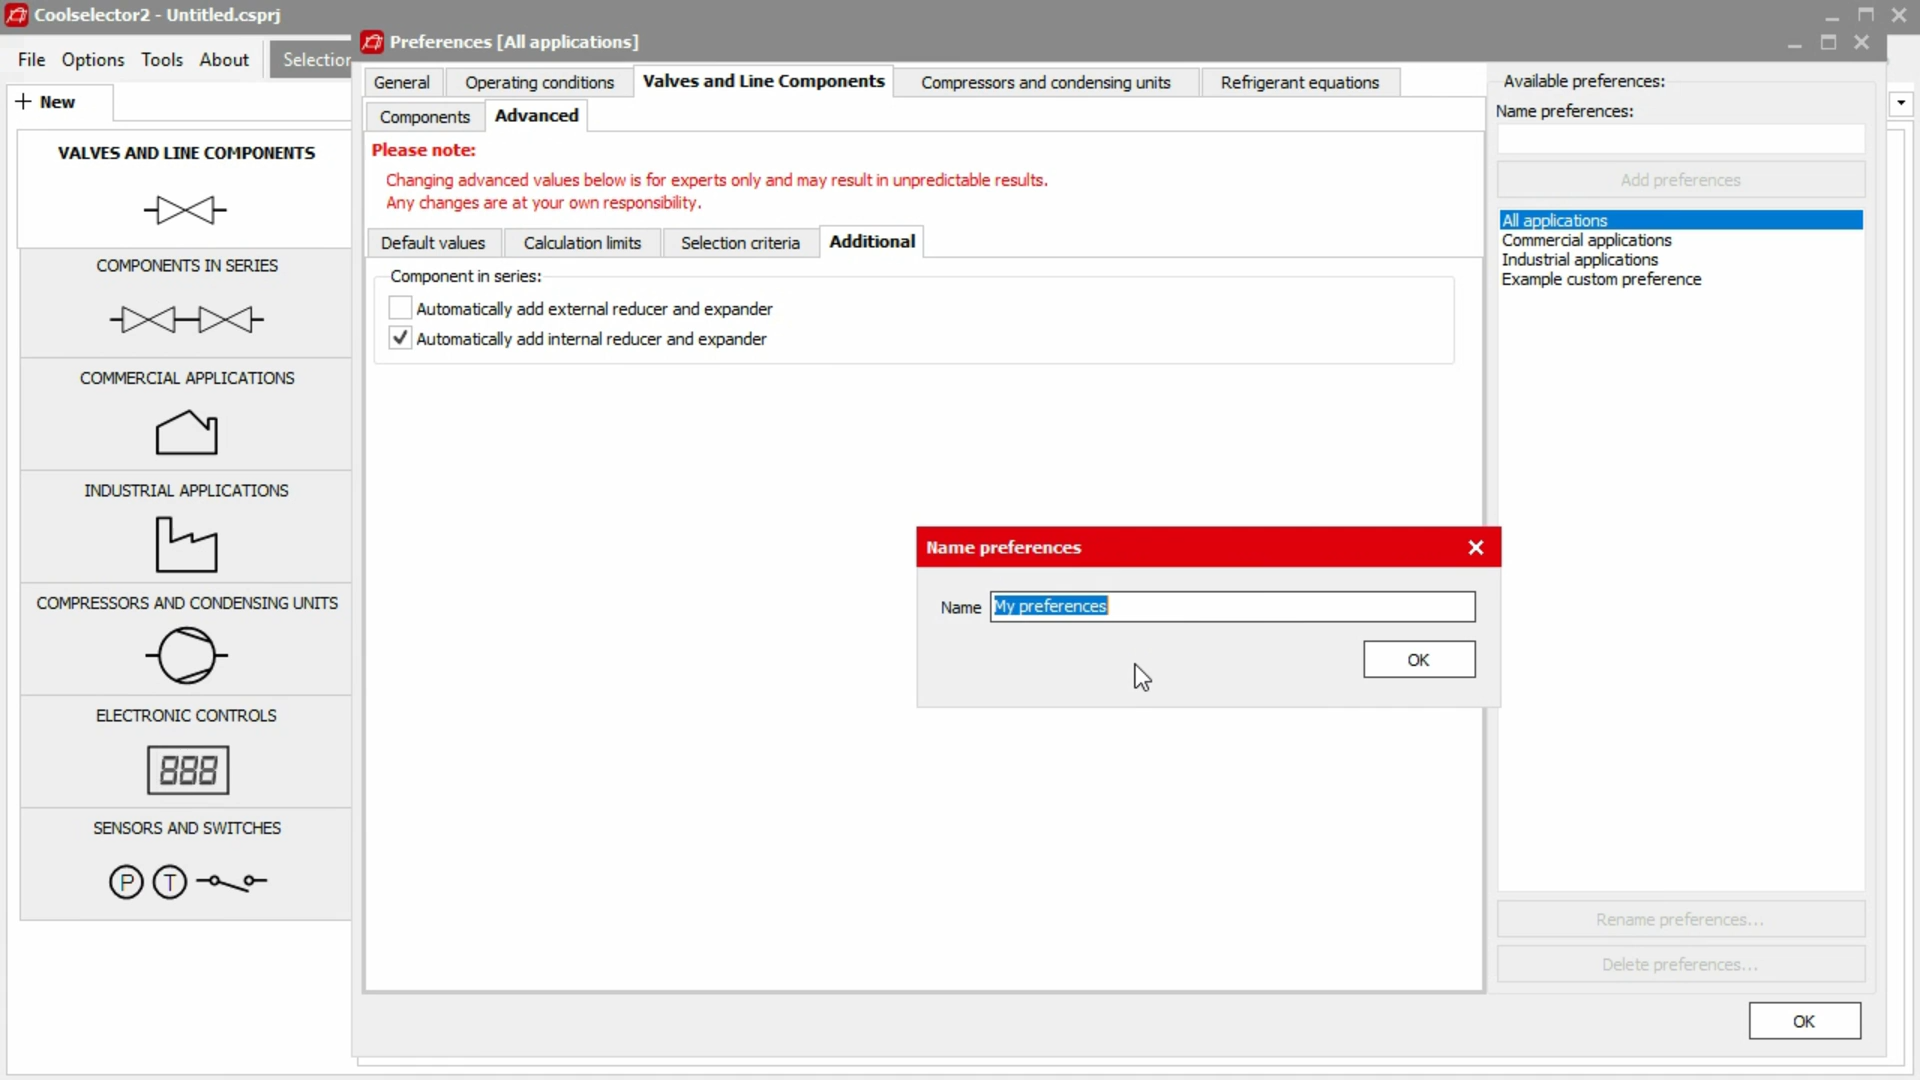 Coolselector2 - Untitled.csprj
File Options Tools About Selection
+ New
VALVES AND LINE COMPONENTS
COMPONENTS IN SERIES
COMMERCIAL APPLICATIONS
INDUSTRIAL APPLICATIONS
COMPRESSORS AND CONDENSING UNITS
ELECTRONIC CONTROLS
888
SENSORS AND SWITCHES
P T
Preferences [All applications]
General Operating conditions Valves and Line Components Compressors and condensing units Refrigerant equations
Components Advanced
Please note:
Changing advanced values below is for experts only and may result in unpredictable results.
Any changes are at your own responsibility.
Default values Calculation limits Selection criteria Additional
Component in series:
Automatically add external reducer and expander
Automatically add internal reducer and expander
Name preferences
Name My preferences
OK
Available preferences:
Name preferences:
Add preferences
All applications
Commercial applications
Industrial applications
Example custom preference
Rename preferences...
Delete preferences...
OK